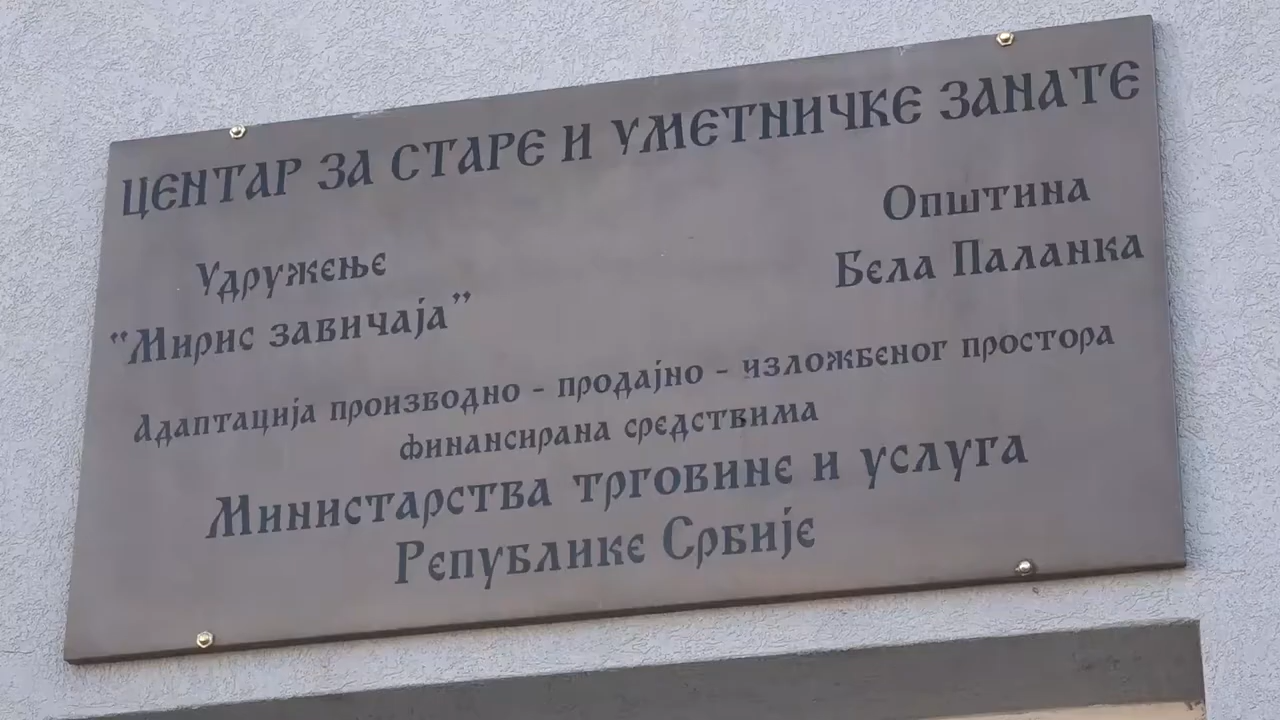 ЦЕНТАР ЗА СТАРЕ И УМЕТНИЧКЕ ЗАНАТЕ
Удружење
“Мирис завичаја”
Општина
Бела Паланка
Адаптација производно - продајно - изложбеног простора
финансирана средствима
Министарства трговине и услуга
Републике Србије